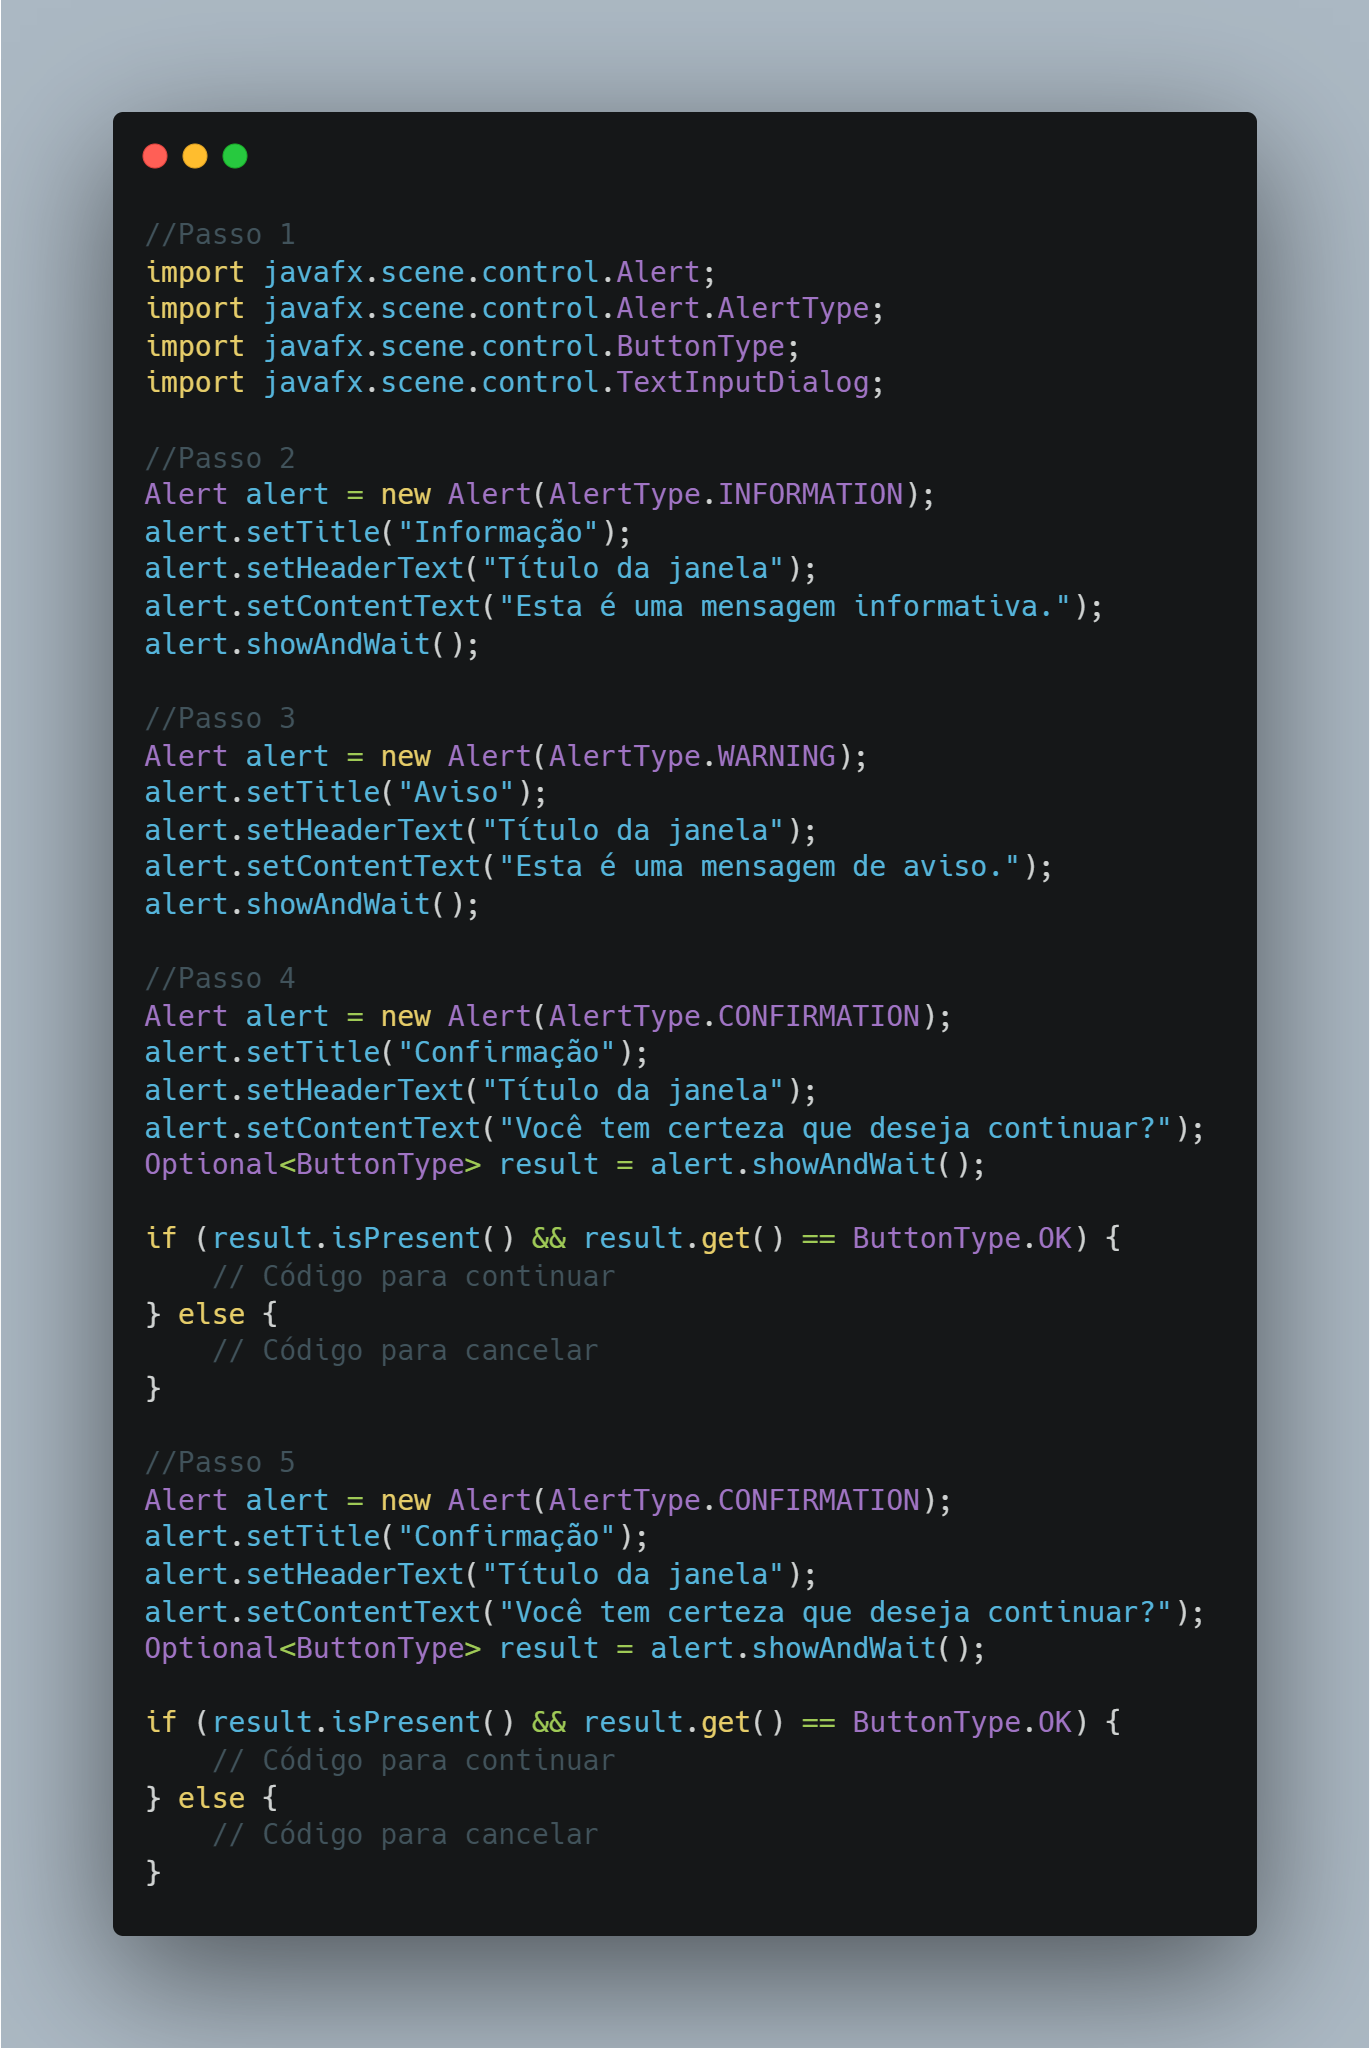 //Passo 1
import javafx.scene.control.Alert;
import javafx.scene.control.Alert.AlertType;
import javafx.scene.control.ButtonType;
import javafx.scene.control.TextInputDialog;

//Passo 2
Alert alert = new Alert(AlertType.INFORMATION);
alert.setTitle("Informação");
alert.setHeaderText("Título da janela");
alert.setContentText("Esta é uma mensagem informativa.");
alert.showAndWait();

//Passo 3
Alert alert = new Alert(AlertType.WARNING);
alert.setTitle("Aviso");
alert.setHeaderText("Título da janela");
alert.setContentText("Esta é uma mensagem de aviso.");
alert.showAndWait();

//Passo 4
Alert alert = new Alert(AlertType.CONFIRMATION);
alert.setTitle("Confirmação");
alert.setHeaderText("Título da janela");
alert.setContentText("Você tem certeza que deseja continuar?");
Optional<ButtonType> result = alert.showAndWait();

if (result.isPresent() && result.get() == ButtonType.OK) {
    // Código para continuar
} else {
    // Código para cancelar
}

//Passo 5
Alert alert = new Alert(AlertType.CONFIRMATION);
alert.setTitle("Confirmação");
alert.setHeaderText("Título da janela");
alert.setContentText("Você tem certeza que deseja continuar?");
Optional<ButtonType> result = alert.showAndWait();

if (result.isPresent() && result.get() == ButtonType.OK) {
    // Código para continuar
} else {
    // Código para cancelar
}